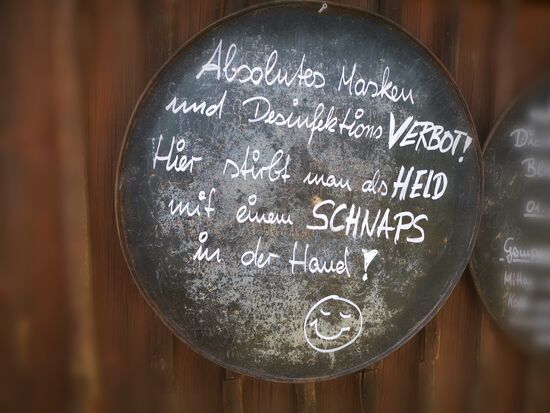 Absolutes Masken
und Desinfektions VERBOT!
Hier stirbt man als HELD
mit einem SCHNAPS
in der Hand!